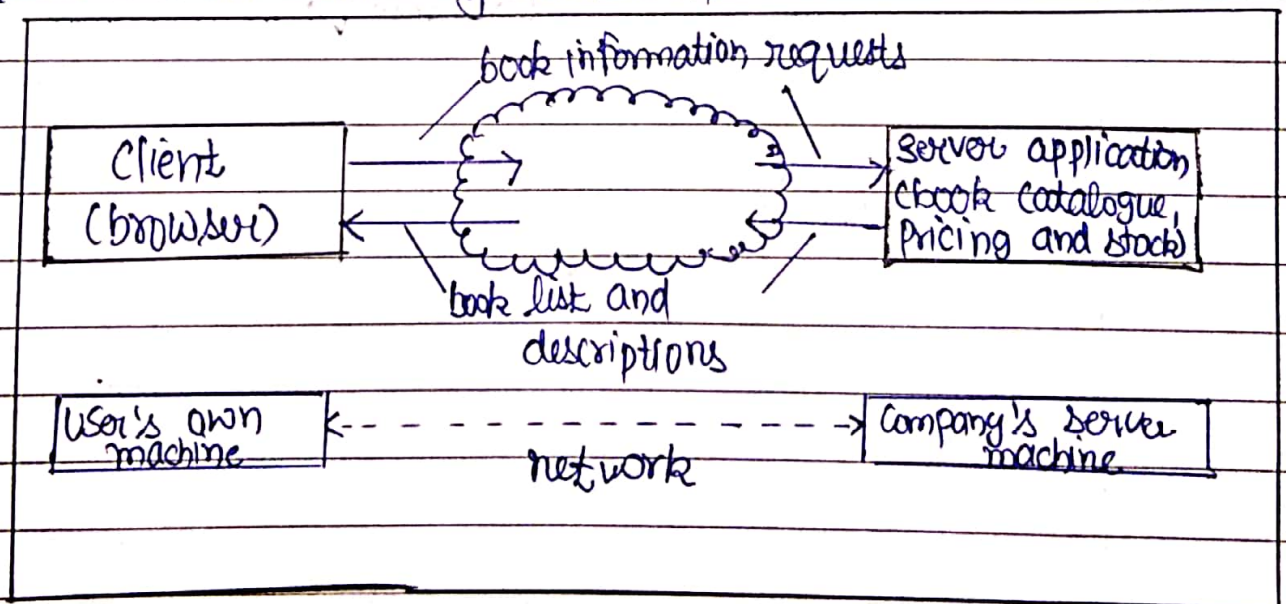 book information requests
Client
(browser)
server application
(book catalogue,
pricing and stock)
book list and
descriptions
user's own
machine
network
Company's server
machine